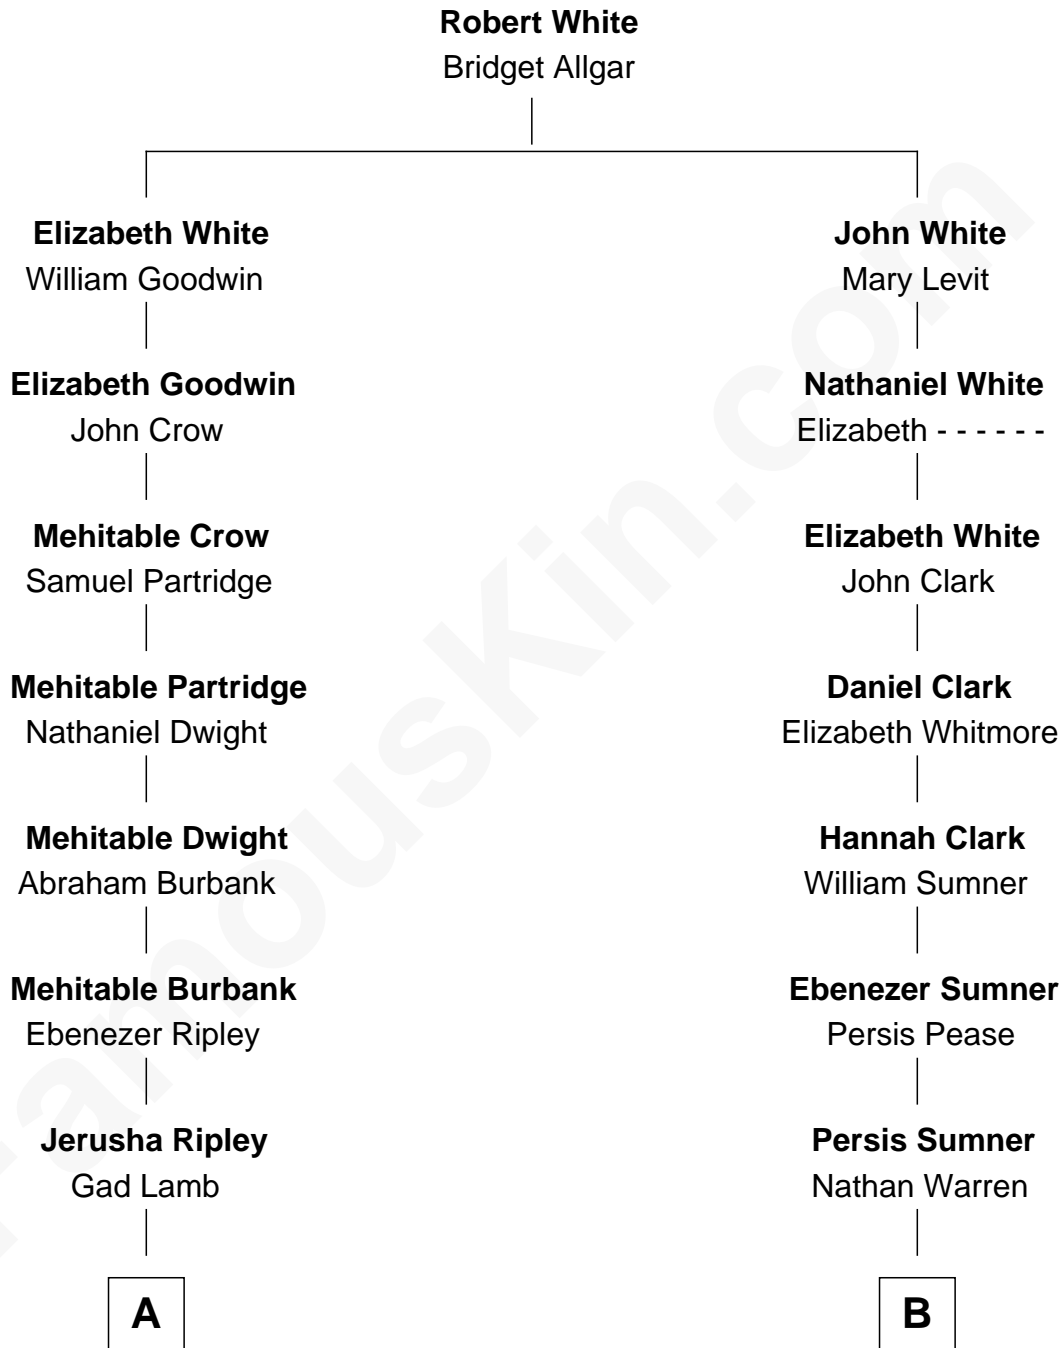 Robert White
Bridget Allgar
Elizabeth White
William Goodwin
John White
Mary Levit
Elizabeth Goodwin
John Crow
Nathaniel White
Elizabeth - - - - - -
Mehitable Crow
Samuel Partridge
Elizabeth White
John Clark
Mehitable Partridge
Nathaniel Dwight
Daniel Clark
Elizabeth Whitmore
Mehitable Dwight
Abraham Burbank
Hannah Clark
William Sumner
Mehitable Burbank
Ebenezer Ripley
Ebenezer Sumner
Persis Pease
Jerusha Ripley
Gad Lamb
Persis Sumner
Nathan Warren
A
B
FamousKin.com